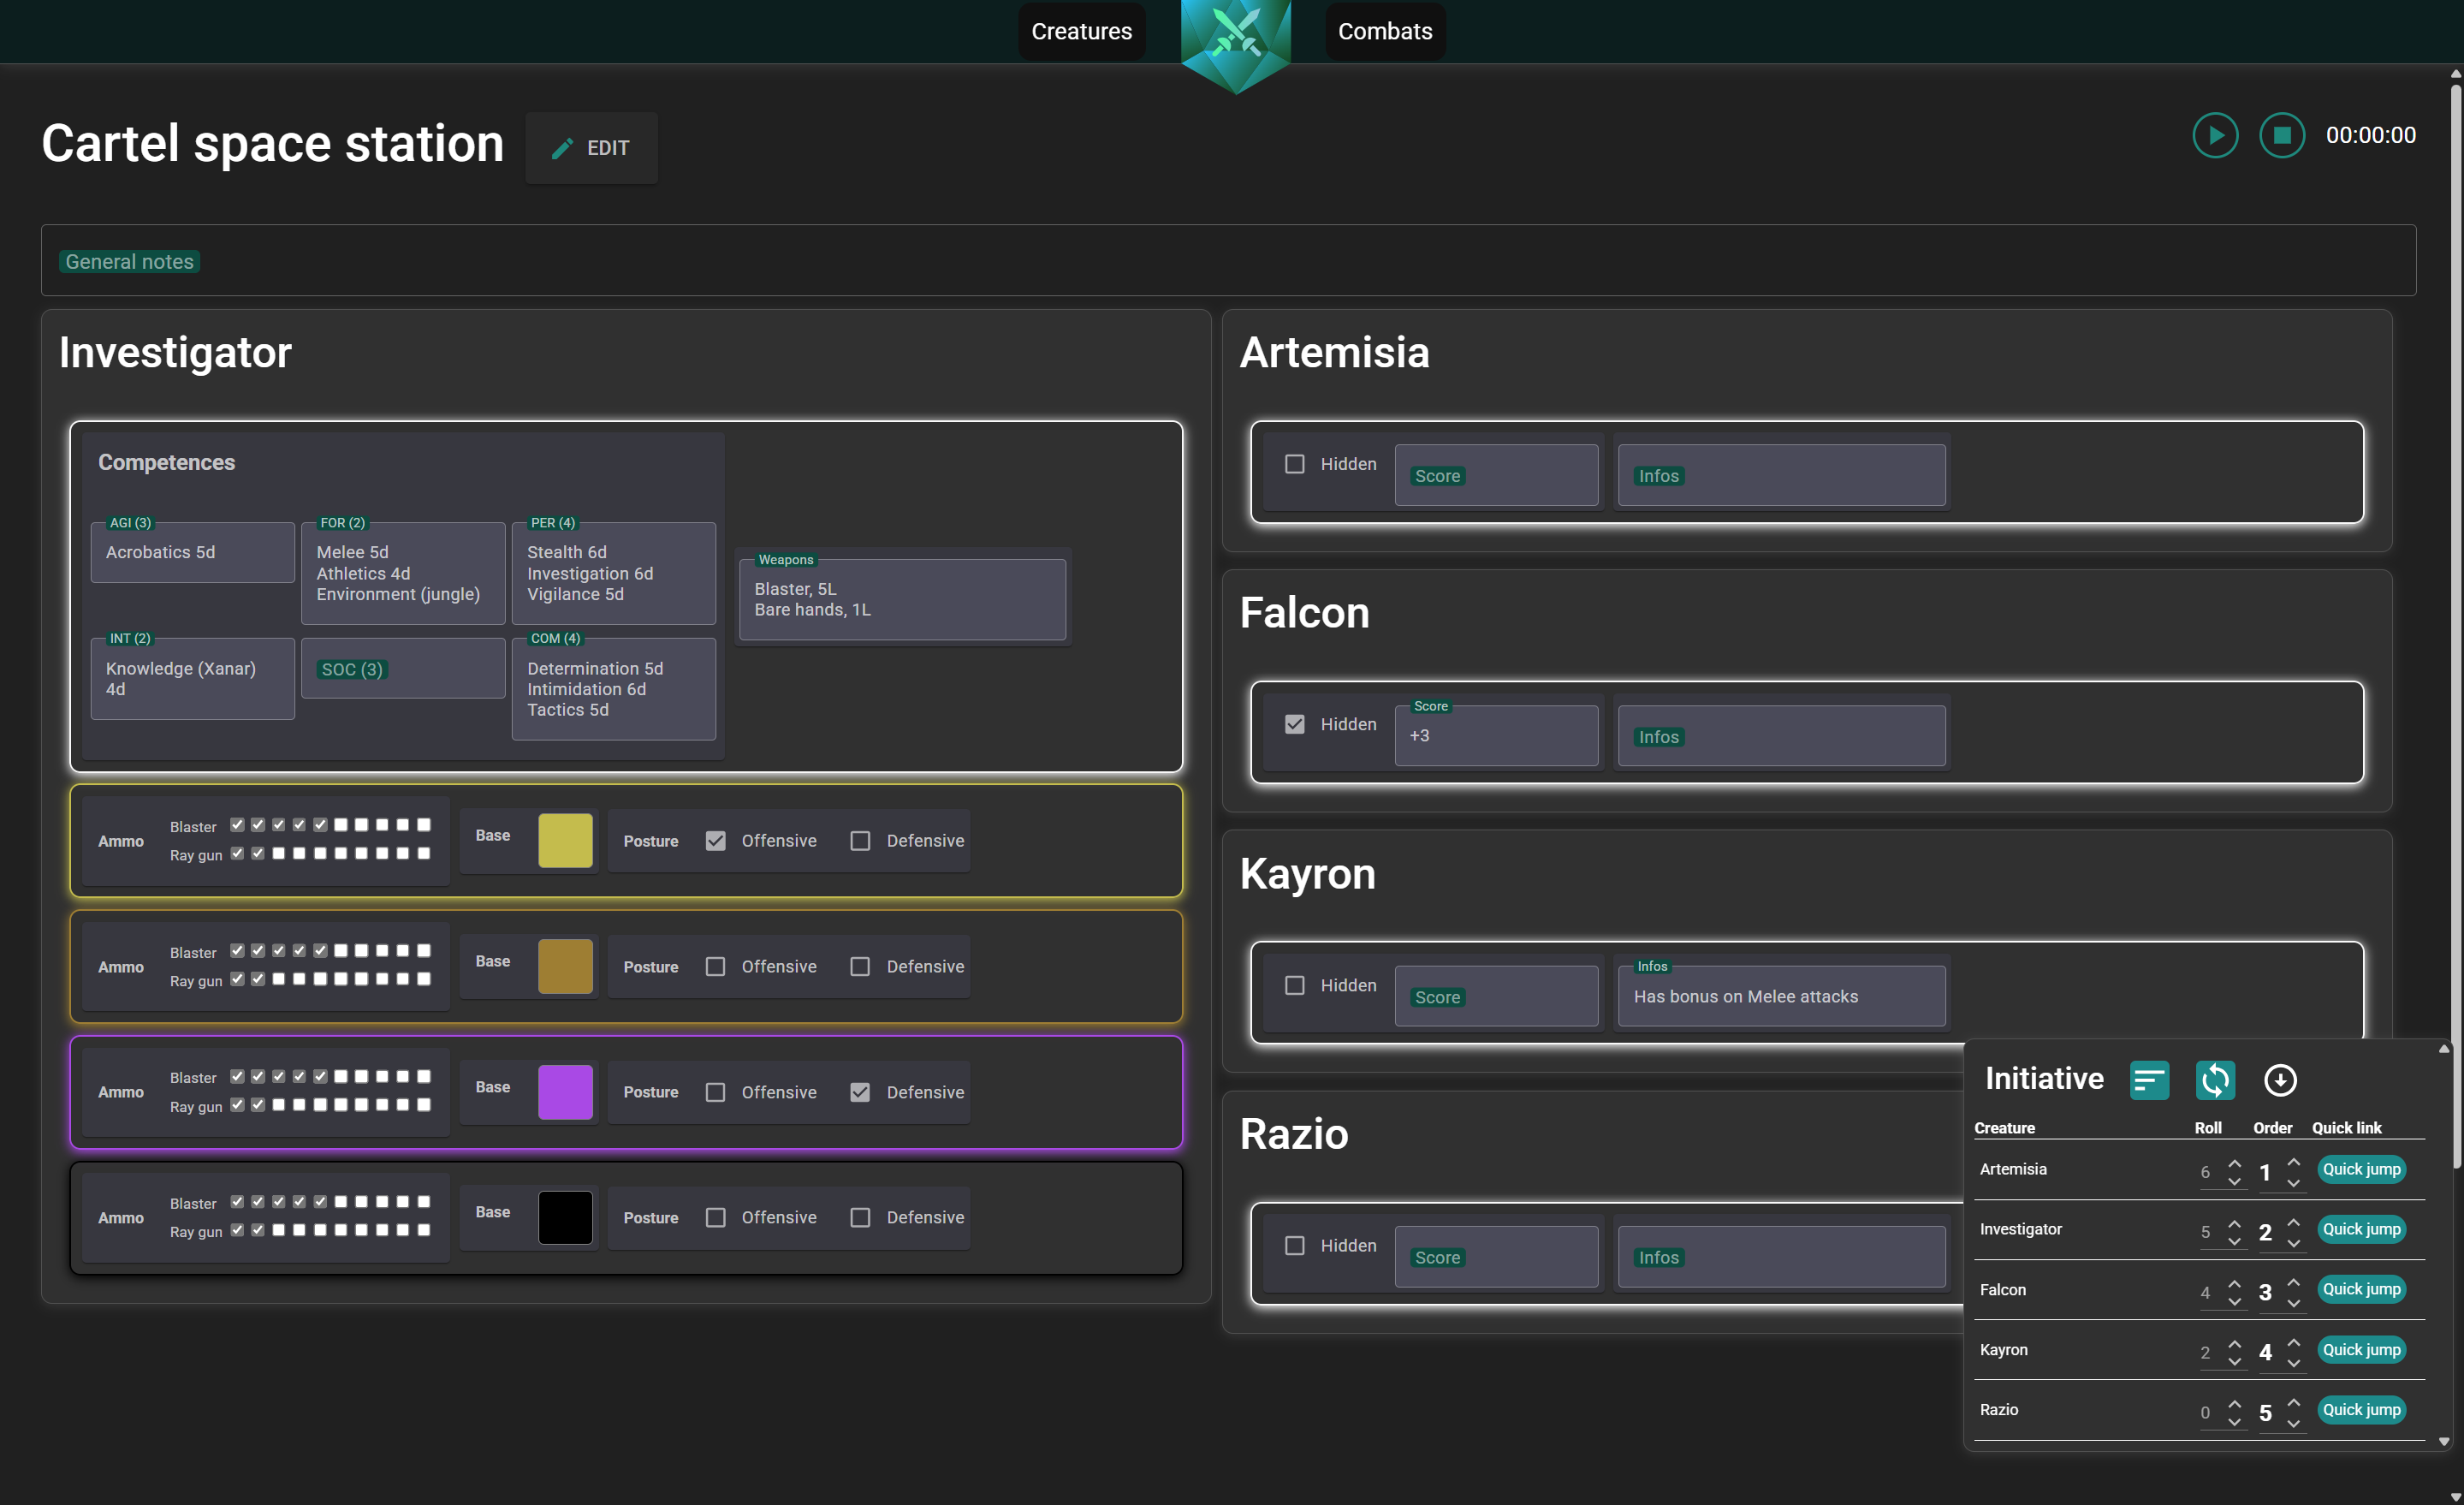 Creatures
Combats
Cartel space station
EDIT
00:00:00
General notes
Investigator
Competences
AGI (3)
Acrobatics 5d
FOR (2)
Melee 5d
Athletics 4d
Environment (jungle)
PER (4)
Stealth 6d
Investigation 6d
Vigilance 5d
INT (2)
Knowledge (Xanar)
4d
SOC (3)
COM (4)
Determination 5d
Intimidation 6d
Tactics 5d
Weapons
Blaster, 5L
Bare hands, 1L
Ammo
Blaster
Ray gun
Base
Posture
Offensive
Defensive
Ammo
Blaster
Ray gun
Base
Posture
Offensive
Defensive
Ammo
Blaster
Ray gun
Base
Posture
Offensive
Defensive
Ammo
Blaster
Ray gun
Base
Posture
Offensive
Defensive
Artemisia
Hidden
Score
Infos
Falcon
Hidden
Score
+3
Infos
Kayron
Hidden
Score
Infos
Has bonus on Melee attacks
Razio
Hidden
Score
Infos
Initiative
Creature Roll Order Quick link
Artemisia 6 1 Quick jump
Investigator 5 2 Quick jump
Falcon 4 3 Quick jump
Kayron 2 4 Quick jump
Razio 0 5 Quick jump